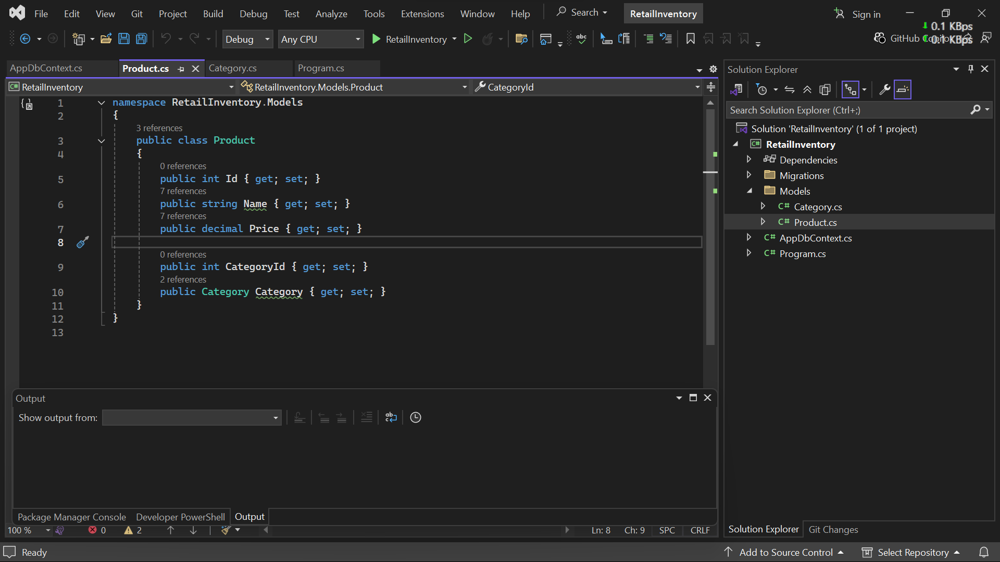 File Edit View Git Project Build Debug Test Analyze Tools Extensions Window Help Search RetailInventory Sign in
0.1 KBps
Debug Any CPU RetailInventory GitHub Copilot 0.1 KBps
AppDbContext.cs Product.cs Category.cs Program.cs
RetailInventory RetailInventory.Models.Product CategoryId
1 namespace RetailInventory.Models
2 {
3 references
3 public class Product
4 {
0 references
5 public int Id { get; set; }
7 references
6 public string Name { get; set; }
7 references
7 public decimal Price { get; set; }
8
0 references
9 public int CategoryId { get; set; }
2 references
10 public Category Category { get; set; }
11 }
12 }
13
Output
Show output from:
Package Manager Console Developer PowerShell Output
100 % 0 2 Ln: 8 Ch: 9 SPC CRLF
Solution Explorer
Search Solution Explorer (Ctrl+;)
Solution 'RetailInventory' (1 of 1 project)
C# RetailInventory
Dependencies
Migrations
Models
C# Category.cs
C# Product.cs
C# AppDbContext.cs
C# Program.cs
Solution Explorer Git Changes
Ready Add to Source Control Select Repository